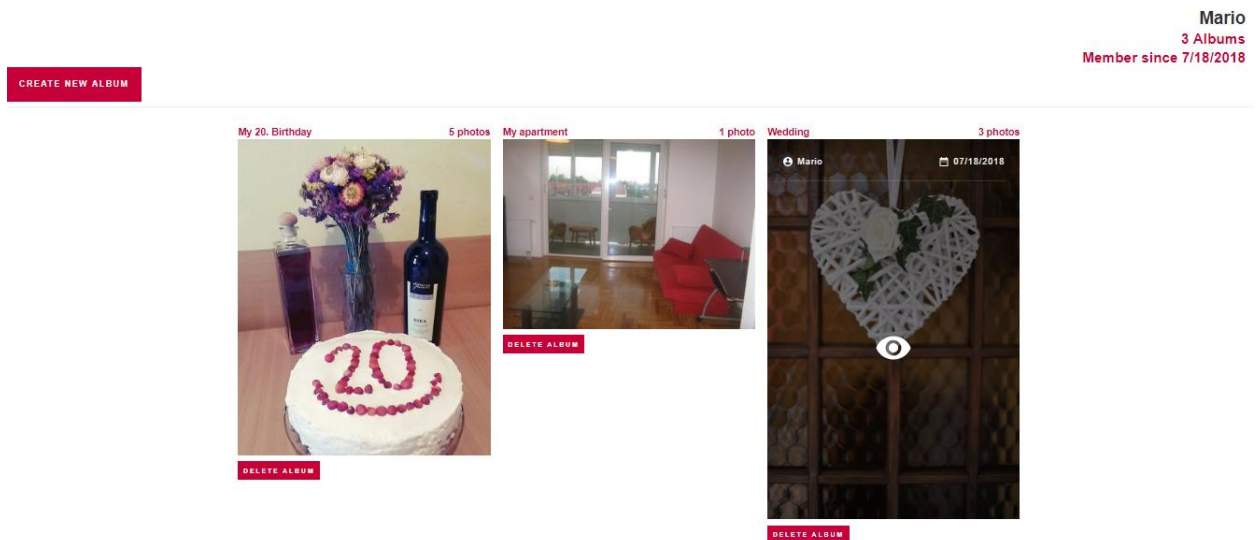 Mario
3 Albums
Member since 7/18/2018
CREATE NEW ALBUM
My 20. Birthday 5 photos
My apartment 1 photo
Wedding 3 photos
Mario 07/18/2018
20
DELETE ALBUM
DELETE ALBUM
DELETE ALBUM